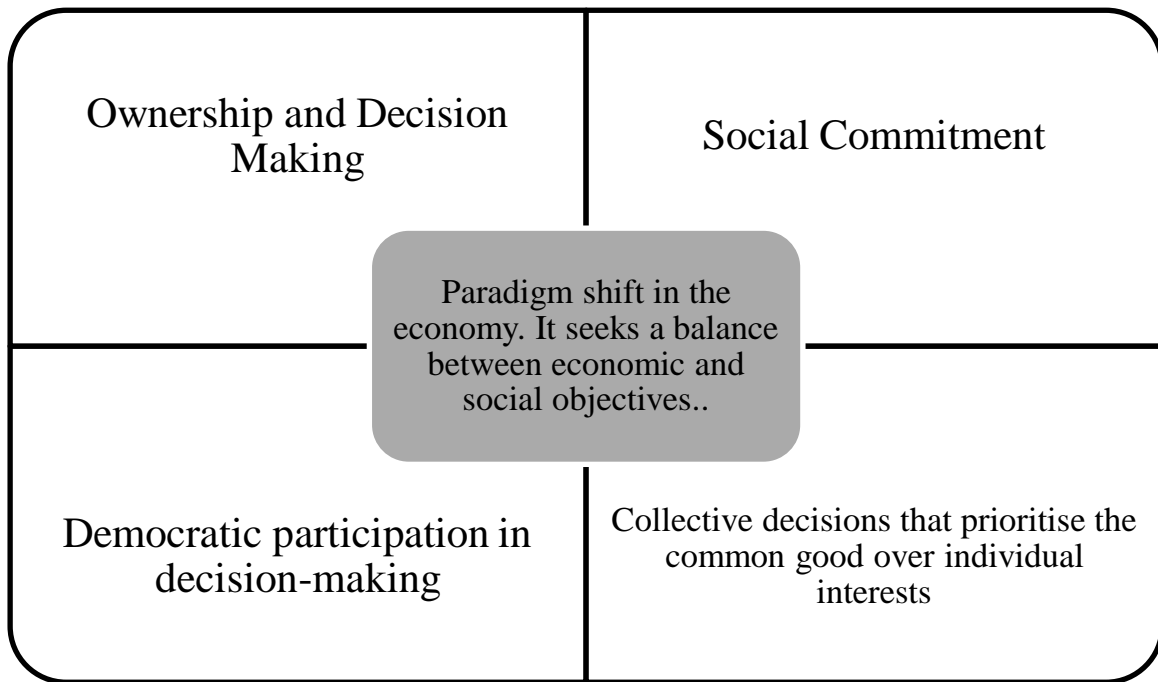 Ownership and Decision
Making
Social Commitment
Paradigm shift in the
economy. It seeks a balance
between economic and
social objectives..
Democratic participation in
decision-making
Collective decisions that prioritise the
common good over individual
interests